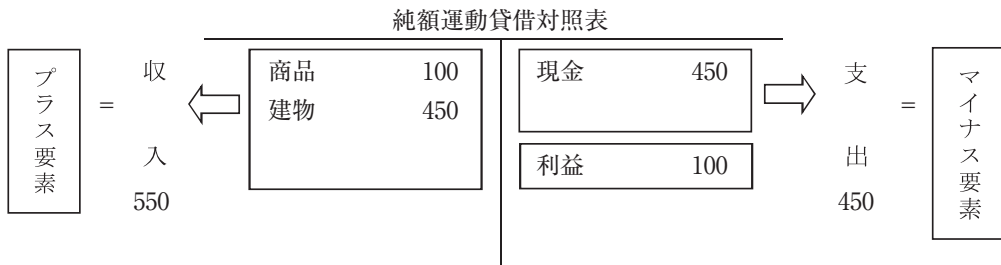 純額運動貸借対照表
プラス要素
=
収
入
550
商品 100
建物 450
現金 450
利益 100
支
出
450
=
マイナス要素